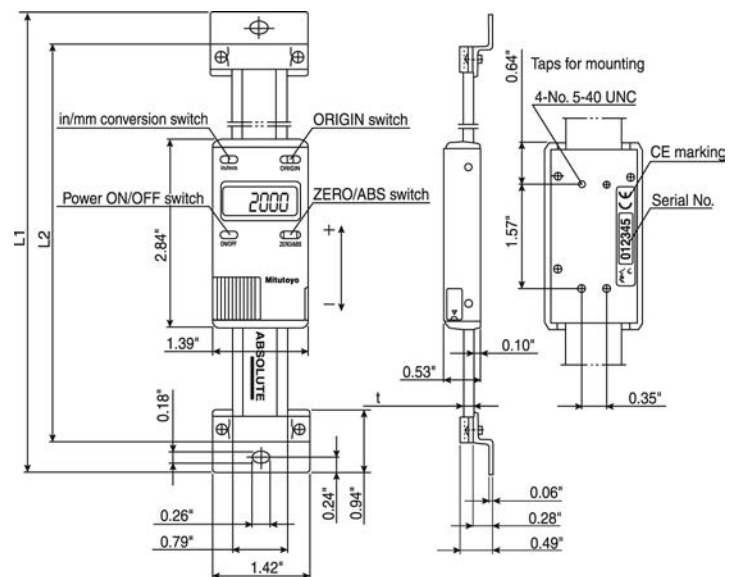 Taps for mounting
4-No. 5-40 UNC
in/mm conversion switch
ORIGIN switch
CE marking
Power ON/OFF switch
ZERO/ABS switch
Serial No.
L1
L2
2.84"
in/mm
ORIGIN
2000
ON/OFF
ZERO/ABS
+
−
Mitutoyo
ABSOLUTE
1.39"
0.18"
0.26"
0.79"
1.42"
0.24"
0.94"
t
0.53"
0.10"
0.06"
0.28"
0.49"
0.64"
1.57"
CE
012345
0.35"